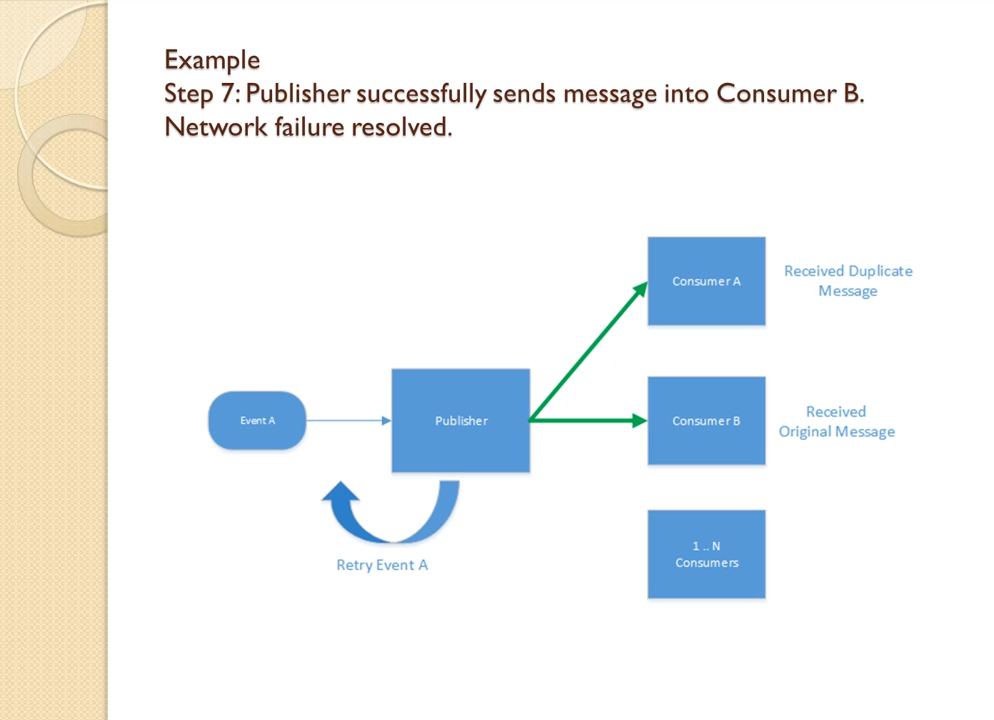 Example
Step 7: Publisher successfully sends message into Consumer B.
Network failure resolved.
Consumer A
Received Duplicate
Message
Event A
Publisher
Consumer B
Received
Original Message
Retry Event A
1 .. N
Consumers